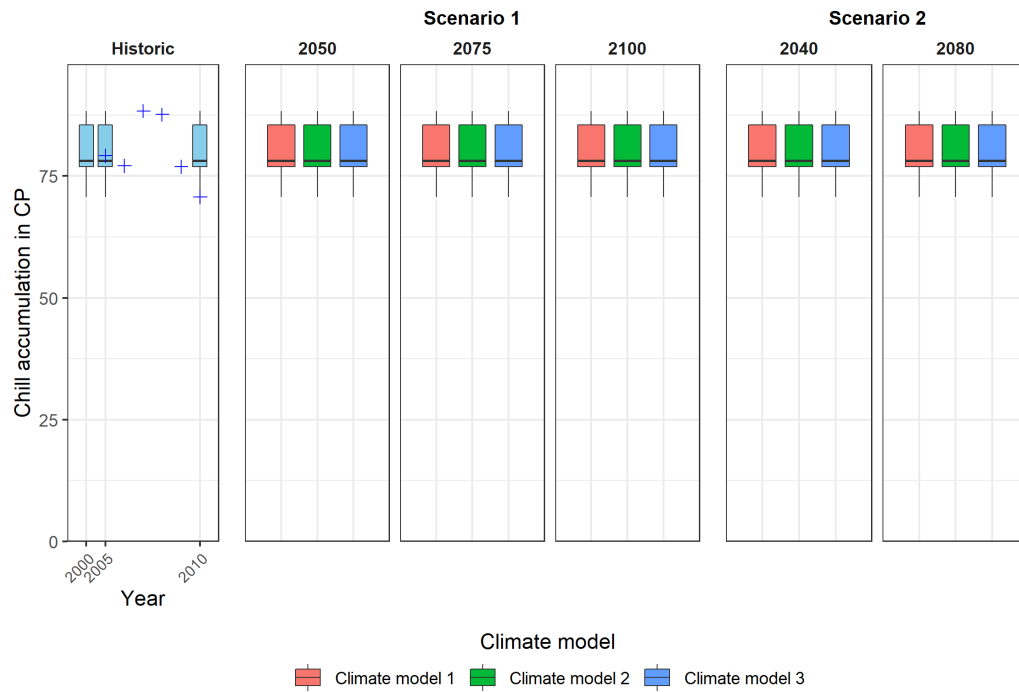 Scenario 1 Scenario 2
Historic 2050 2075 2100 2040 2080
Chill accumulation in CP
75
50
25
0
2000 2005 2010
Year
Climate model
Climate model 1 Climate model 2 Climate model 3